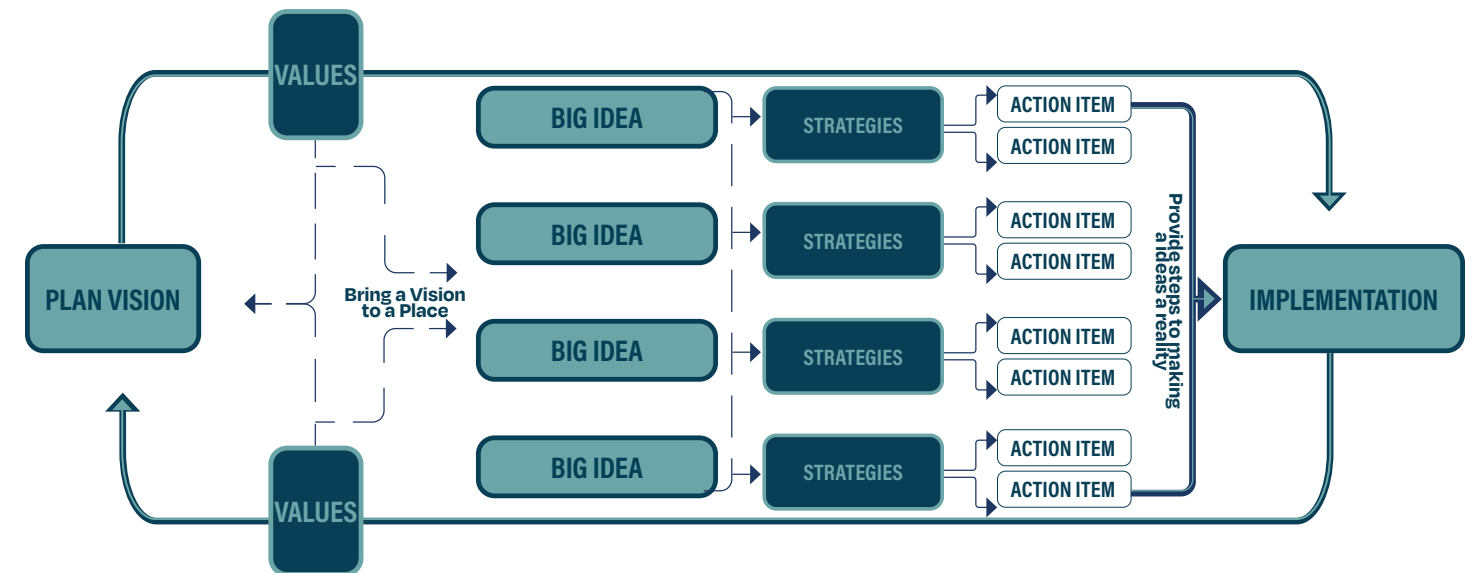 VALUES
BIG IDEA
STRATEGIES
ACTION ITEM
ACTION ITEM
BIG IDEA
STRATEGIES
ACTION ITEM
ACTION ITEM
PLAN VISION
Bring a Vision
to a Place
Provide steps to making
a ideas a reality
IMPLEMENTATION
BIG IDEA
STRATEGIES
ACTION ITEM
ACTION ITEM
BIG IDEA
STRATEGIES
ACTION ITEM
ACTION ITEM
VALUES